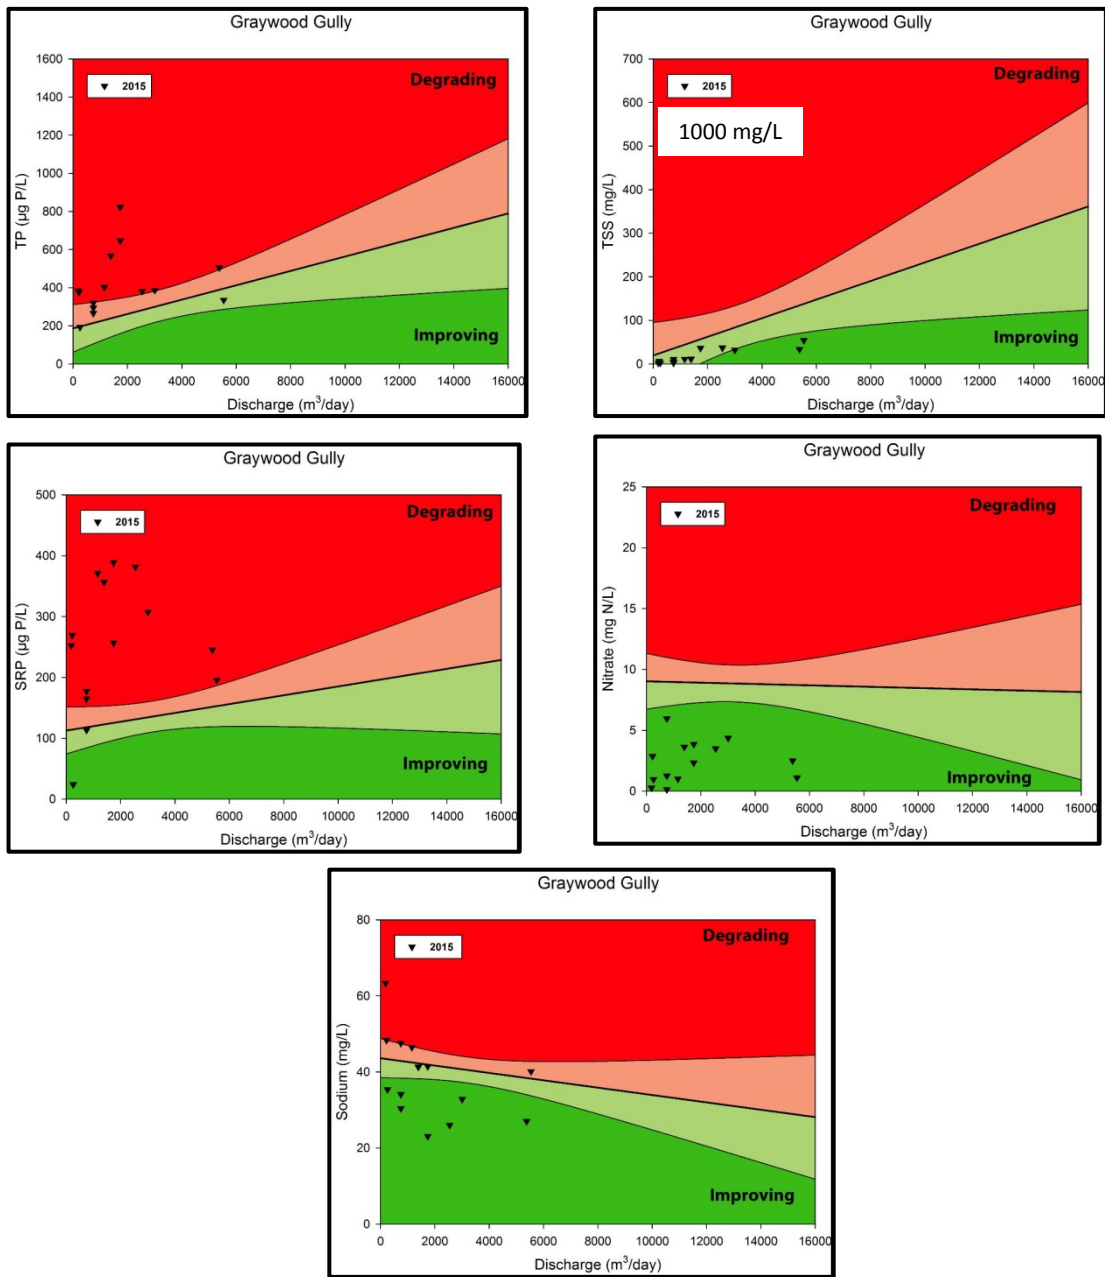 Graywood Gully
1600
1400
1200
1000
800
600
400
200
0
TP (µg P/L)
2015
Degrading
Improving
0 2000 4000 6000 8000 10000 12000 14000 16000
Discharge (m³/day)
Graywood Gully
700
600
500
400
300
200
100
0
TSS (mg/L)
2015
1000 mg/L
Degrading
Improving
0 2000 4000 6000 8000 10000 12000 14000 16000
Discharge (m³/day)
Graywood Gully
500
400
300
200
100
0
SRP (µg P/L)
2015
Degrading
Improving
0 2000 4000 6000 8000 10000 12000 14000 16000
Discharge (m³/day)
Graywood Gully
25
20
15
10
5
0
Nitrate (mg N/L)
2015
Degrading
Improving
0 2000 4000 6000 8000 10000 12000 14000 16000
Discharge (m³/day)
Graywood Gully
80
60
40
20
0
Sodium (mg/L)
2015
Degrading
Improving
0 2000 4000 6000 8000 10000 12000 14000 16000
Discharge (m³/day)